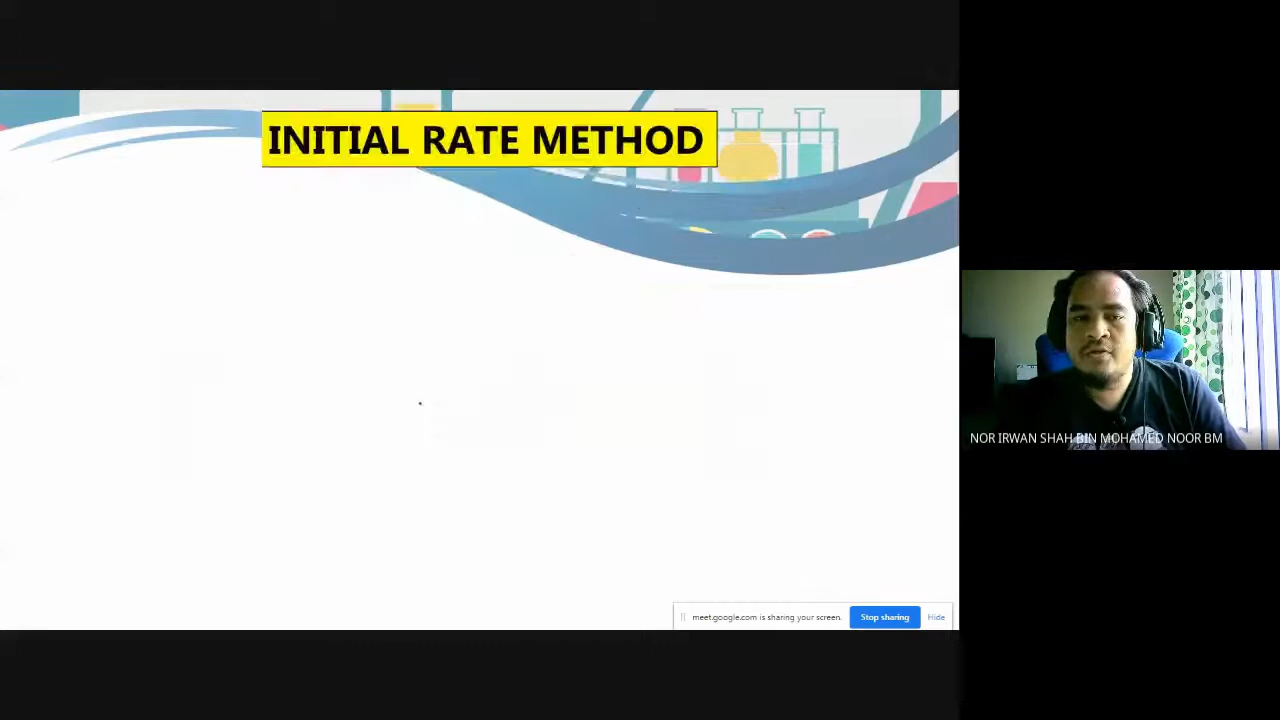 INITIAL RATE METHOD
NOR IRWAN SHAH BIN MOHAMED NOOR BM
meet.google.com is sharing your screen.
Stop sharing
Hide